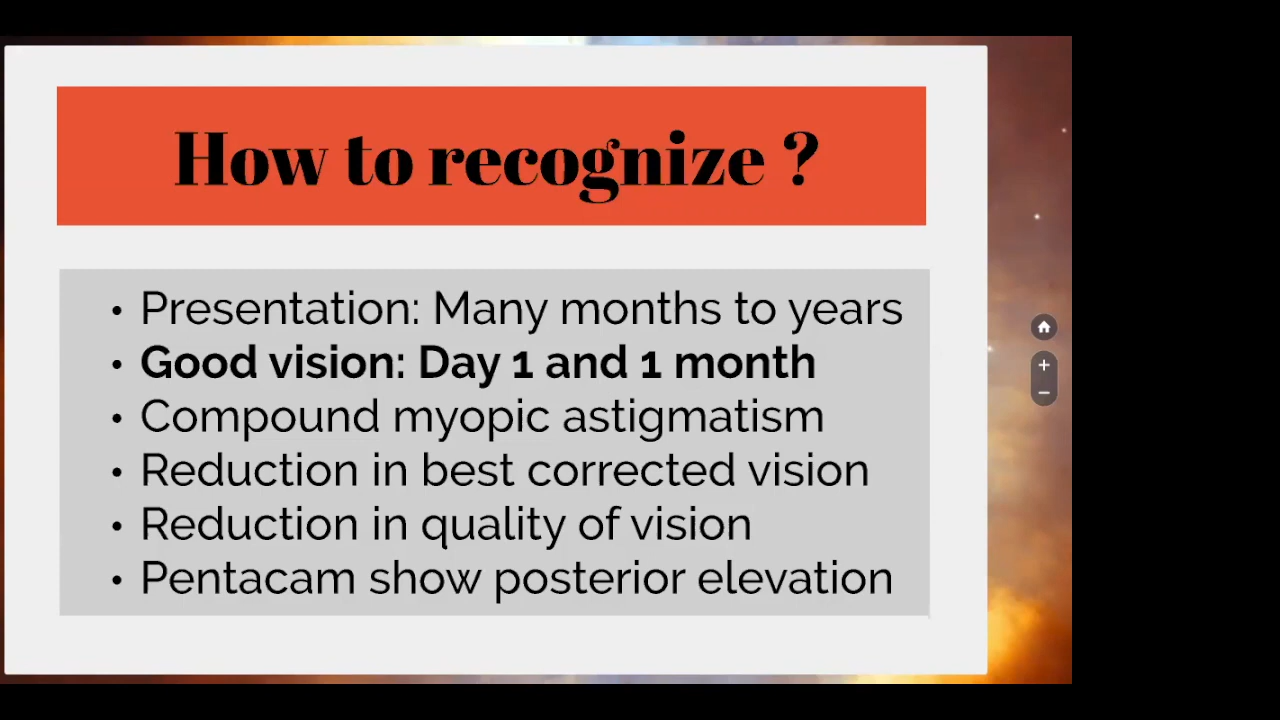 How to recognize ?
• Presentation: Many months to years
• Good vision: Day 1 and 1 month
• Compound myopic astigmatism
• Reduction in best corrected vision
• Reduction in quality of vision
• Pentacam show posterior elevation